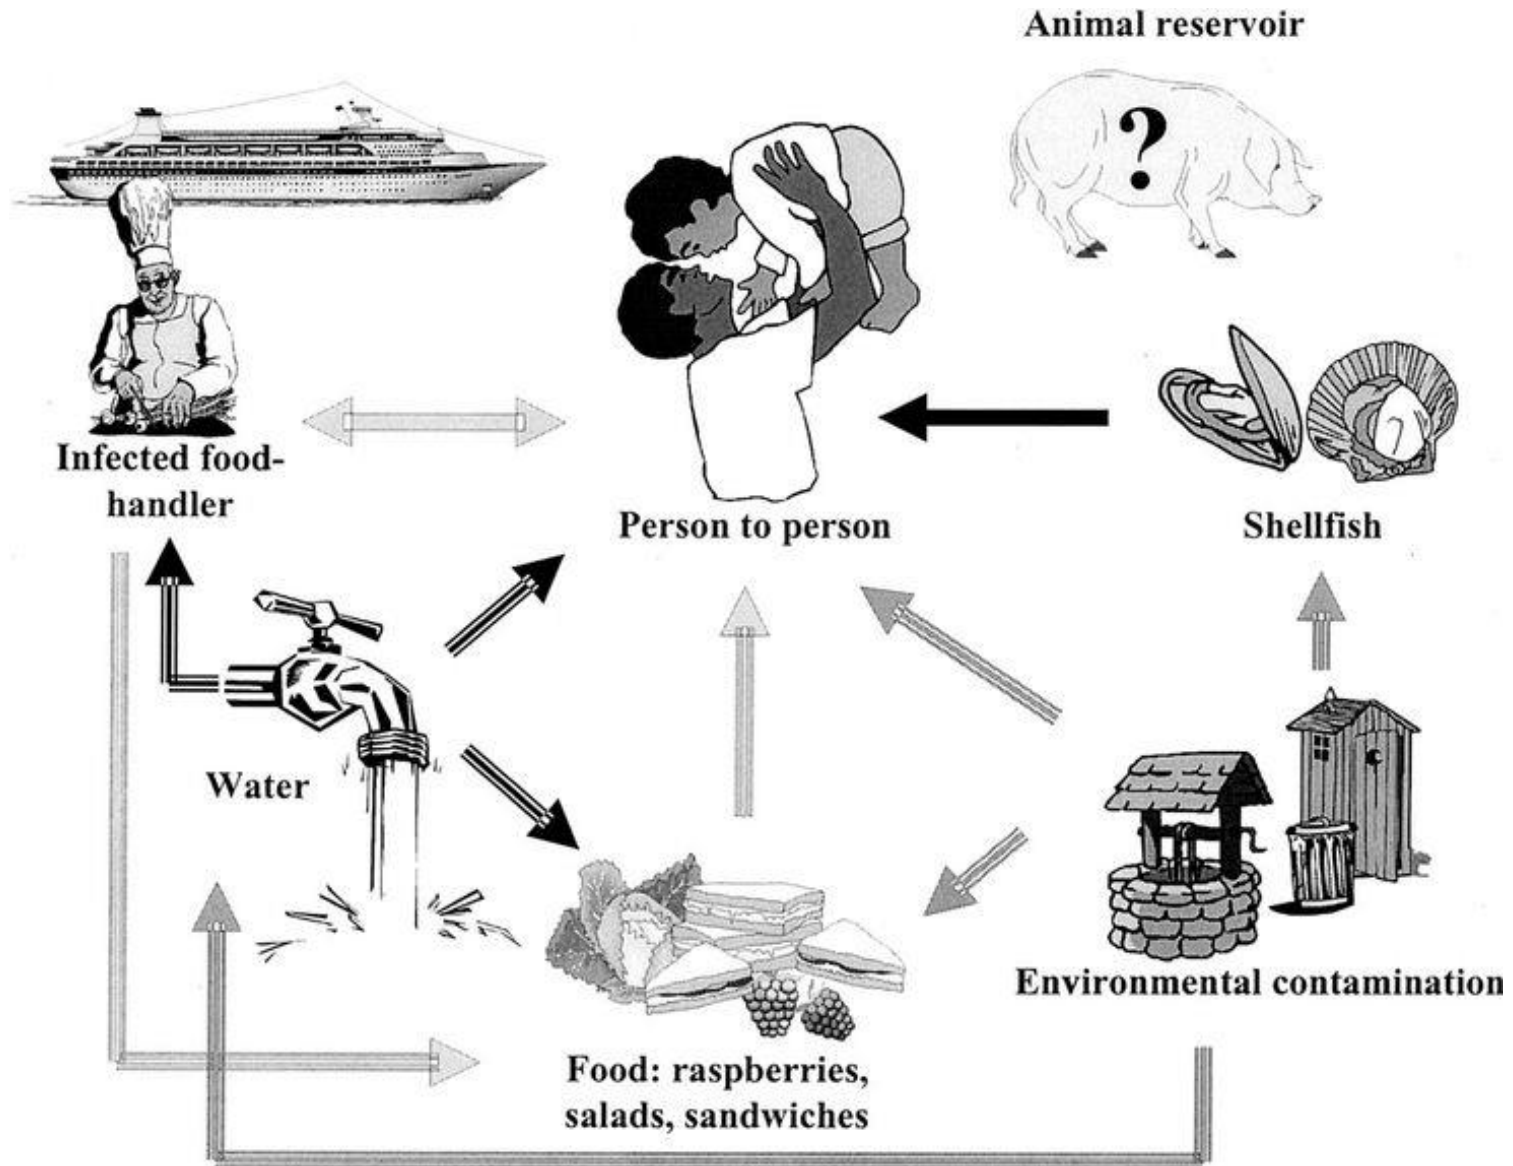 Animal reservoir
?
Infected food-
handler
Person to person
Shellfish
Water
Environmental contamination
Food: raspberries,
salads, sandwiches